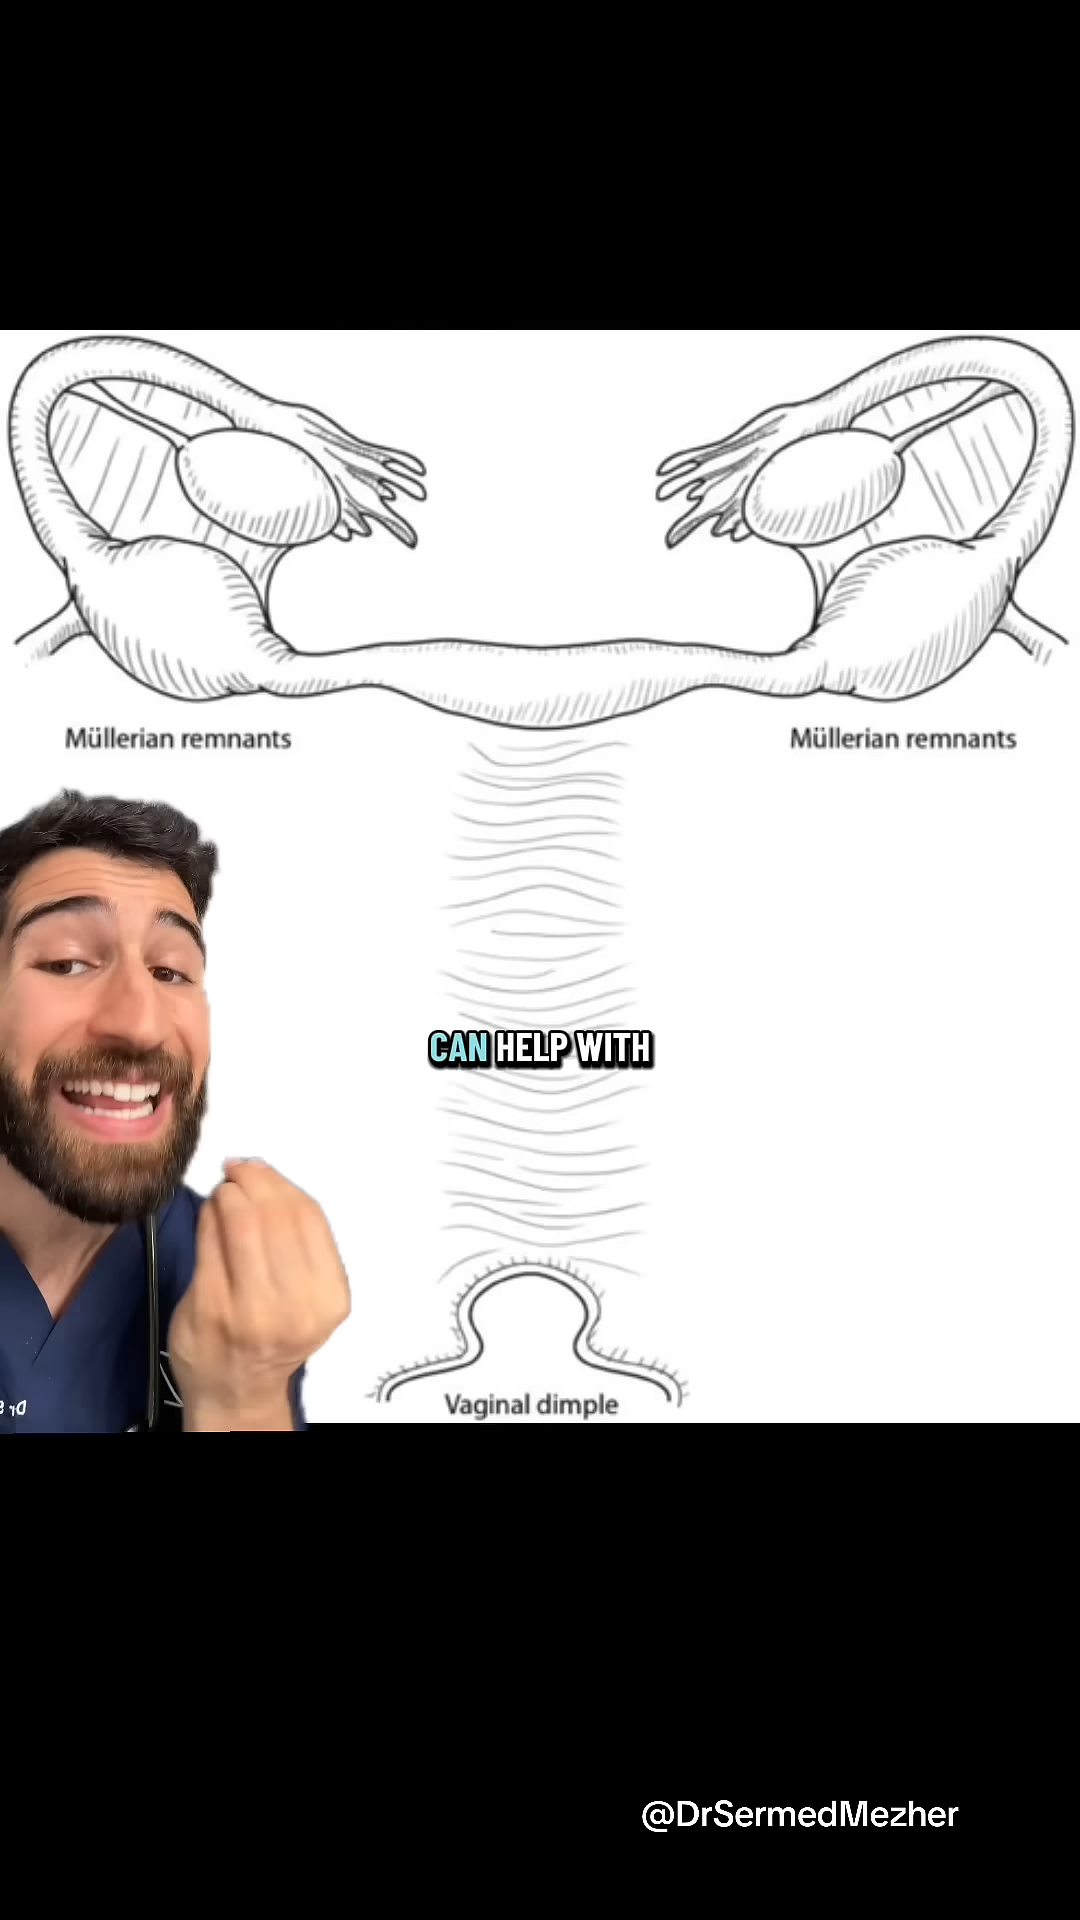 Müllerian remnants
Müllerian remnants
CAN HELP WITH
Vaginal dimple
@DrSermedMezher